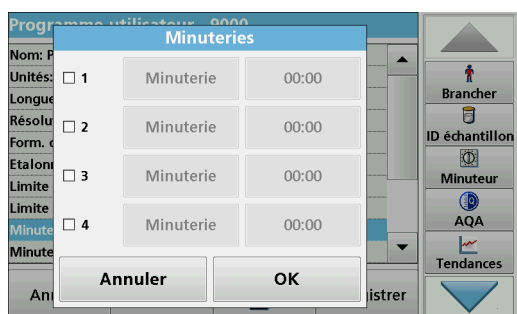 Programme utilisateur 9000
Minuteries
Nom: P
Unités:
Longue
Résolu
Form.
Etalon
Limite
Limite
Minute
Minute
1 Minuterie 00:00
2 Minuterie 00:00
3 Minuterie 00:00
4 Minuterie 00:00
Annuler OK
An
istrer
Brancher
ID échantillon
Minuteur
AQA
Tendances